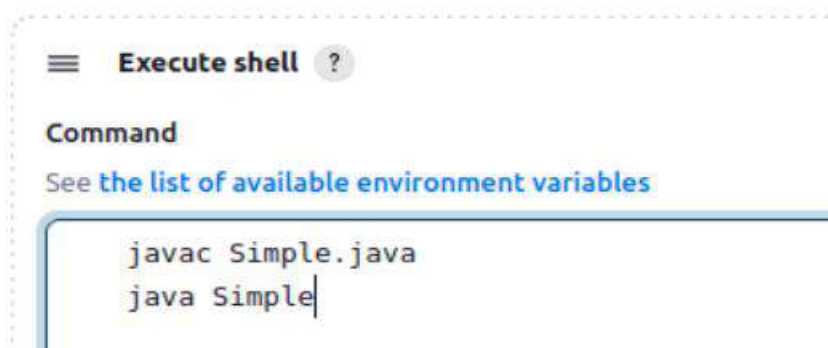 Execute shell ?
Command
See the list of available environment variables
javac Simple.java
java Simple